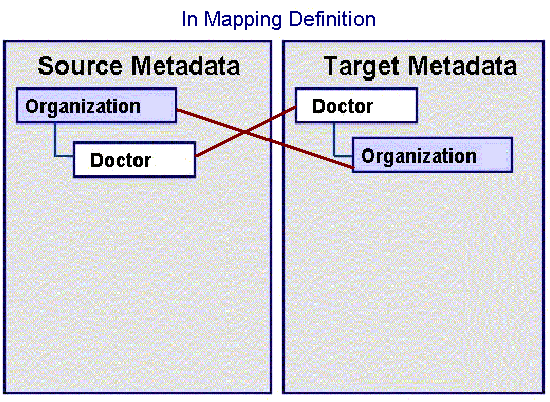 In Mapping Definition
Source Metadata
Organization
Doctor
Target Metadata
Doctor
Organization